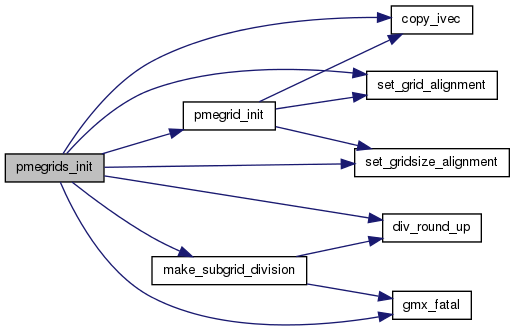 copy_ivec
set_grid_alignment
pmegrid_init
set_gridsize_alignment
pmegrids_init
div_round_up
make_subgrid_division
gmx_fatal